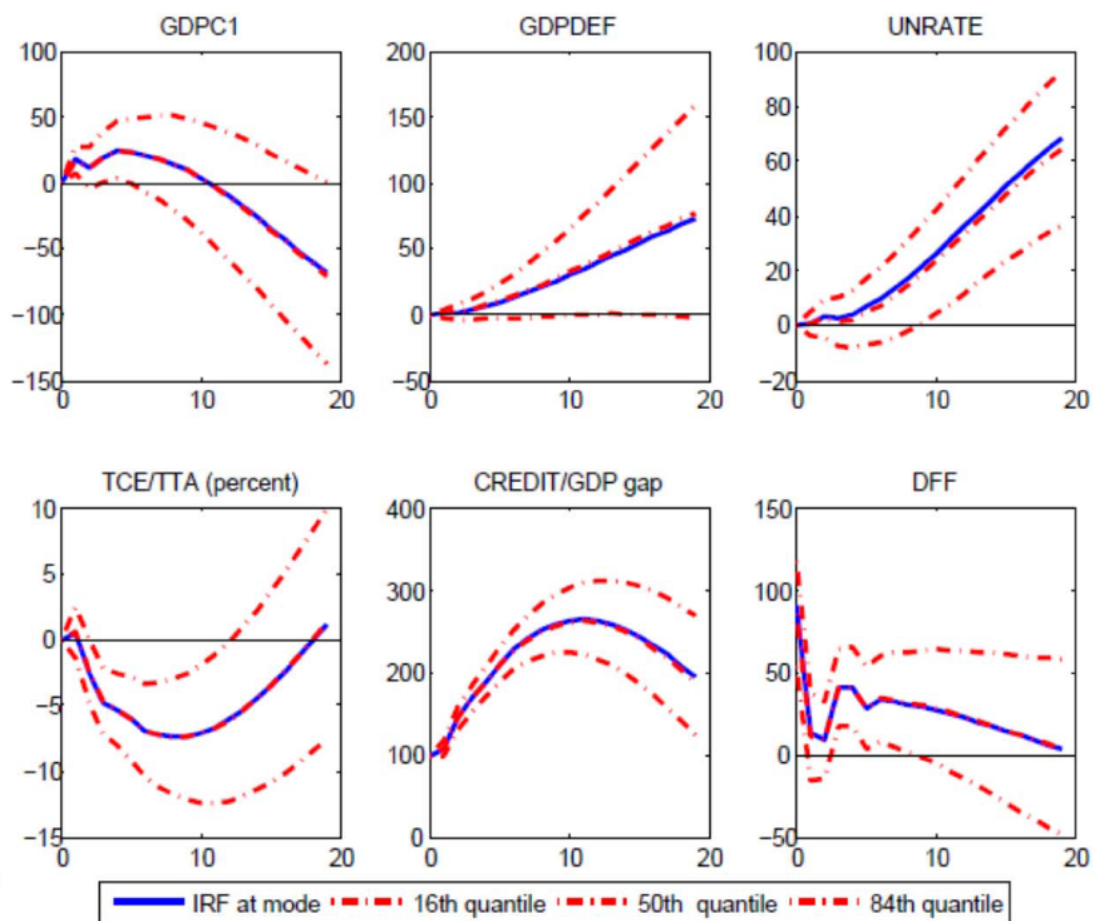 GDPC1 GDPDEF UNRATE
100 200 100
50 150 80
0 100 60
−50 50 40
−100 0 20
−150 −50 0
−20
0 10 20 0 10 20 0 10 20
TCE/TTA (percent) CREDIT/GDP gap DFF
10 400 150
5 300 100
0 200 50
−5 100 0
−10 0 −50
−15
0 10 20 0 10 20 0 10 20
IRF at mode 16th quantile 50th quantile 84th quantile